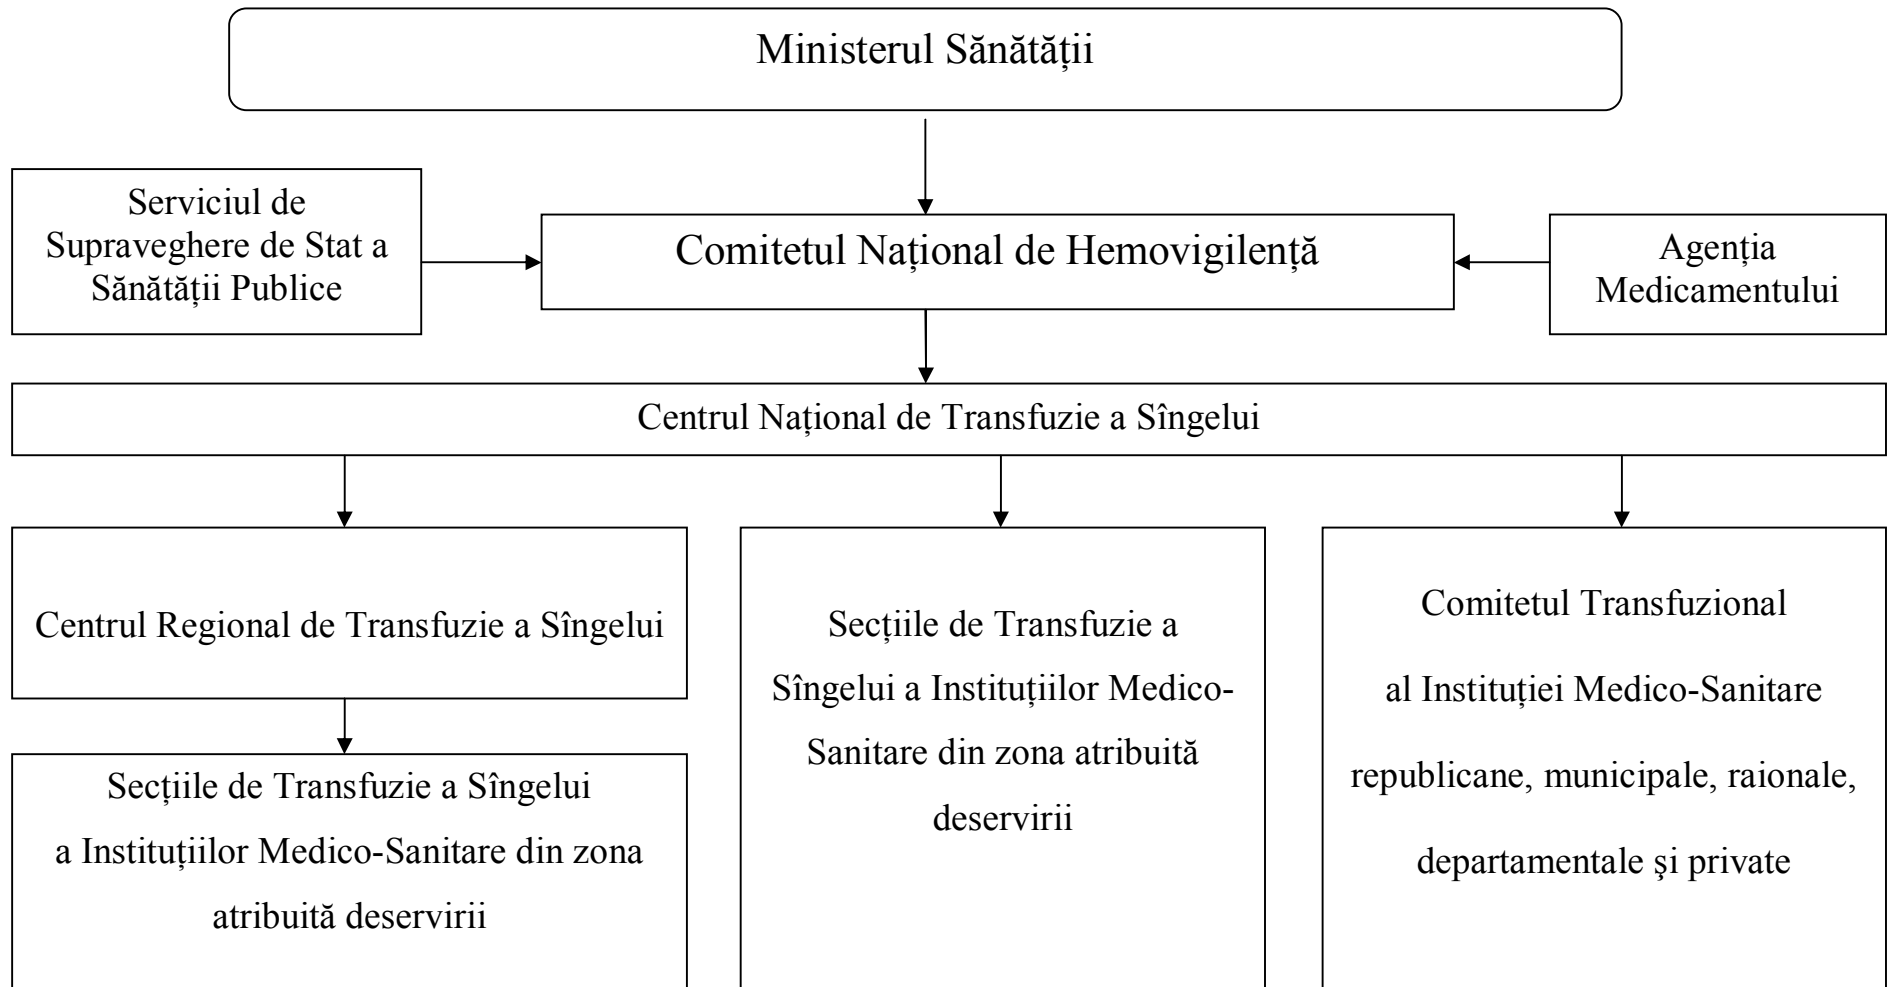 Ministerul Sănătății
Serviciul de
Supraveghere de Stat a
Sănătății Publice
Comitetul Național de Hemovigilență
Agenția
Medicamentului
Centrul Național de Transfuzie a Sîngelui
Centrul Regional de Transfuzie a Sîngelui
Secțiile de Transfuzie a Sîngelui
a Instituțiilor Medico-Sanitare din zona
atribuită deservirii
Secțiile de Transfuzie a
Sîngelui a Instituțiilor Medico-
Sanitare din zona atribuită
deservirii
Comitetul Transfuzional
al Instituției Medico-Sanitare
republicane, municipale, raionale,
departamentale şi private